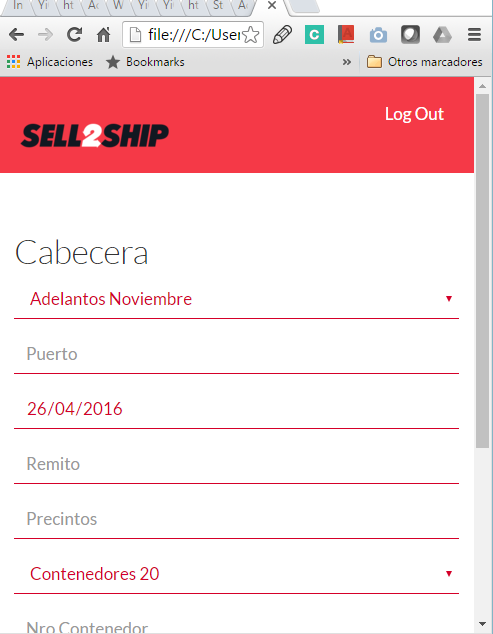 In
Yi
ht
Ac
W
Yi
Yi
ht
St
Ac
file:///C:/User
Aplicaciones
Bookmarks
»
Otros marcadores
SELL2SHIP
Log Out
Cabecera
Adelantos Noviembre
Puerto
26/04/2016
Remito
Precintos
Contenedores 20
Nro Contenedor